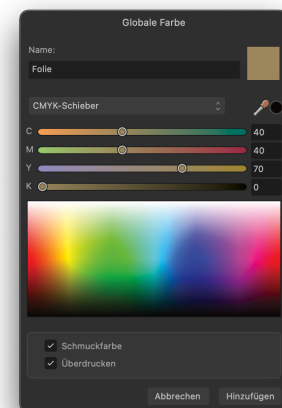 Globale Farbe
Name:
Folie
CMYK-Schieber
C 40
M 40
Y 70
K 0
Schmuckfarbe
Überdrucken
Abbrechen Hinzufügen